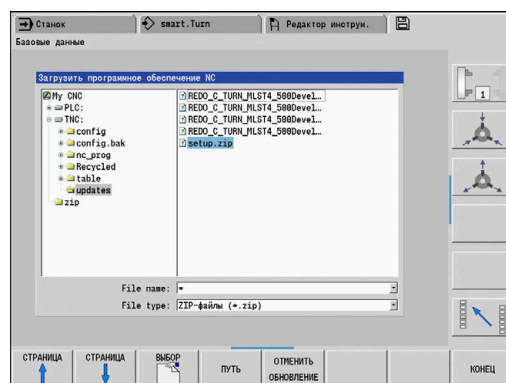 Станок
smart.Turn
Редактор инструм.
Базовые данные
Загрузить программное обеспечение NC
My CNC
PLC:
TNC:
config
config.bak
nc_prog
Recycled
table
updates
zip
REDO_C_TURN_MLST4_500Devel…
REDO_C_TURN_MLST4_500Devel…
REDO_C_TURN_MLST4_500Devel…
REDO_C_TURN_MLST4_500Devel…
setup.zip
File name: *
File type: ZIP-файлы (*.zip)
1
СТРАНИЦА
СТРАНИЦА
ВЫБОР
ПУТЬ
ОТМЕНИТЬ
ОБНОВЛЕНИЕ
КОНЕЦ